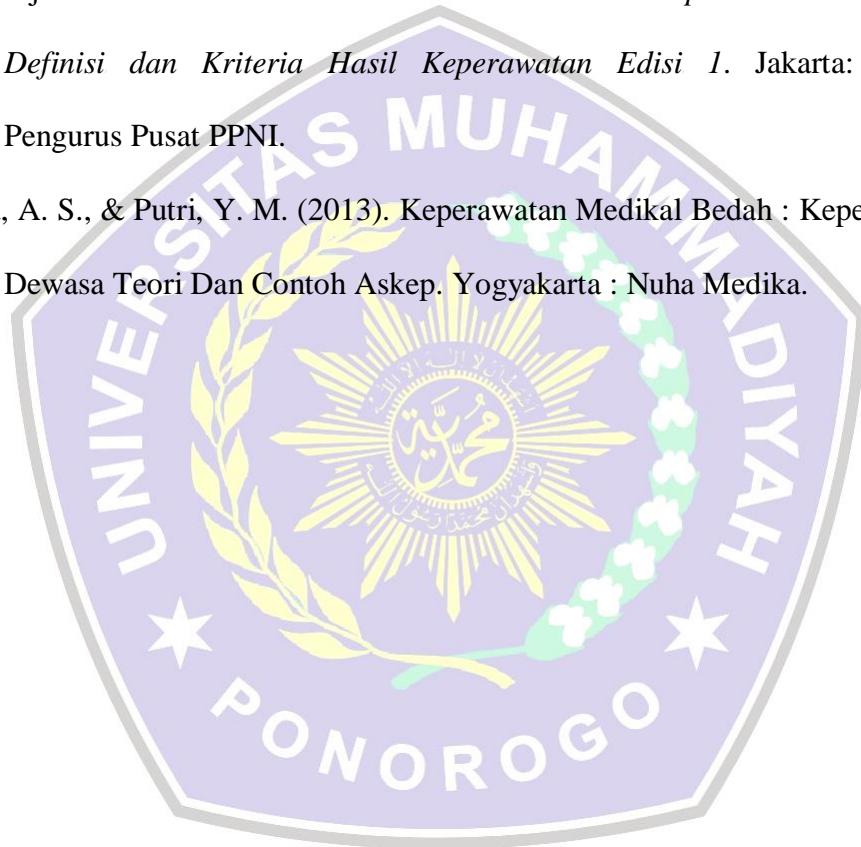 Definisi dan Kriteria Hasil Keperawatan Edisi 1. Jakarta:
Pengurus Pusat PPNI.
, A. S., & Putri, Y. M. (2013). Keperawatan Medikal Bedah :
Dewasa Teori Dan Contoh Askep. Yogyakarta : Nuha Medika.
UNIVERSITAS MUHAMMADIYAH
PONOROGO
محمدية